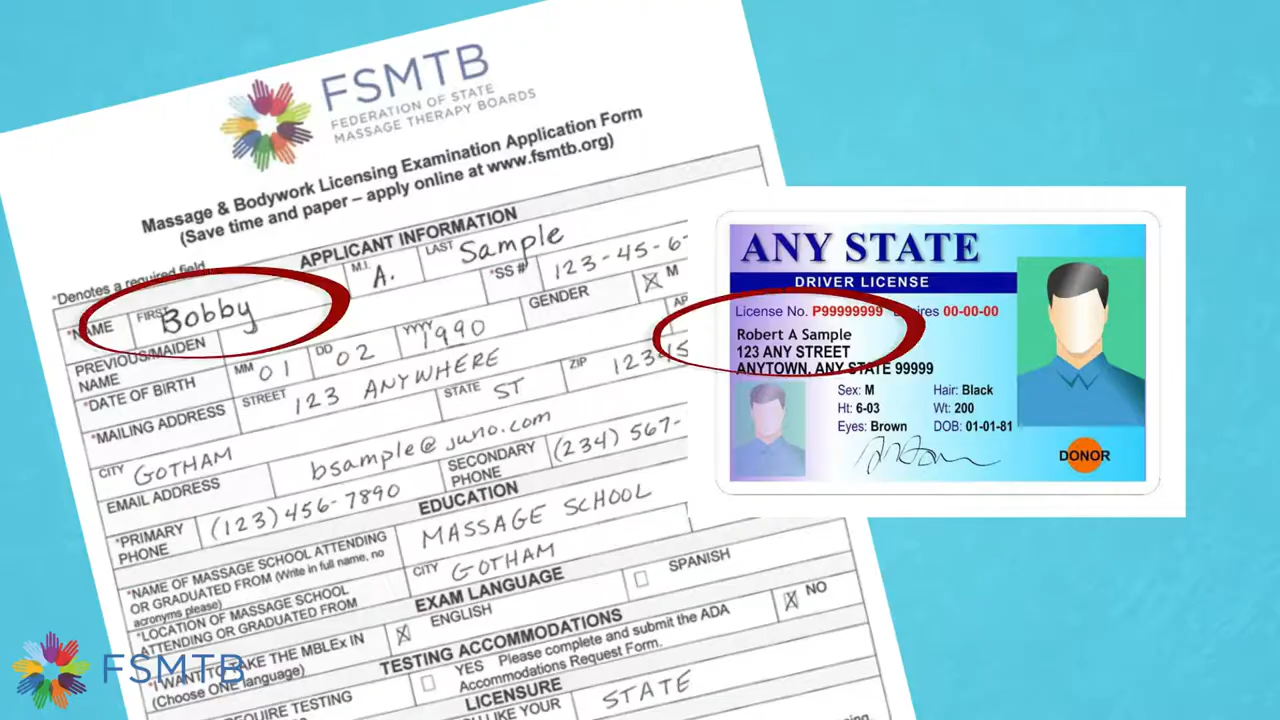 FSMTB
FEDERATION OF STATE
MASSAGE THERAPY BOARDS
Massage & Bodywork Licensing Examination Application Form
(Save time and paper – apply online at www.fsmtb.org)
APPLICANT INFORMATION
*Denotes a required field
*NAME FIRST Bobby M.I. A. LAST Sample
PREVIOUS/MAIDEN
NAME
*SS # 123-45-6-
*DATE OF BIRTH MM 01 DD 02 YYYY 1990 GENDER ☒ M
*MAILING ADDRESS STREET 123 ANYWHERE
CITY GOTHAM STATE ST ZIP
EMAIL ADDRESS bsample@juno.com
*PRIMARY
PHONE (123)456-7890 SECONDARY
PHONE (234) 567-
EDUCATION
*NAME OF MASSAGE SCHOOL ATTENDING
OR GRADUATED FROM (Write in full name, no
acronyms please) MASSAGE SCHOOL
*LOCATION OF MASSAGE SCHOOL
ATTENDING OR GRADUATED FROM CITY GOTHAM
EXAM LANGUAGE
*I WANT TO TAKE THE MBLEx IN
(Choose ONE language) ☒ ENGLISH ☐ SPANISH
TESTING ACCOMMODATIONS
REQUIRE TESTING ☐ YES Please complete and submit the ADA
Accommodations Request Form. ☒ NO
LICENSURE
LIKE YOUR STATE
ANY STATE
DRIVER LICENSE
License No. P99999999 Expires 00-00-00
Robert A Sample
123 ANY STREET
ANYTOWN, ANY STATE 99999
Sex: M Hair: Black
Ht: 6-03 Wt: 200
Eyes: Brown DOB: 01-01-81
DONOR
FSMTB